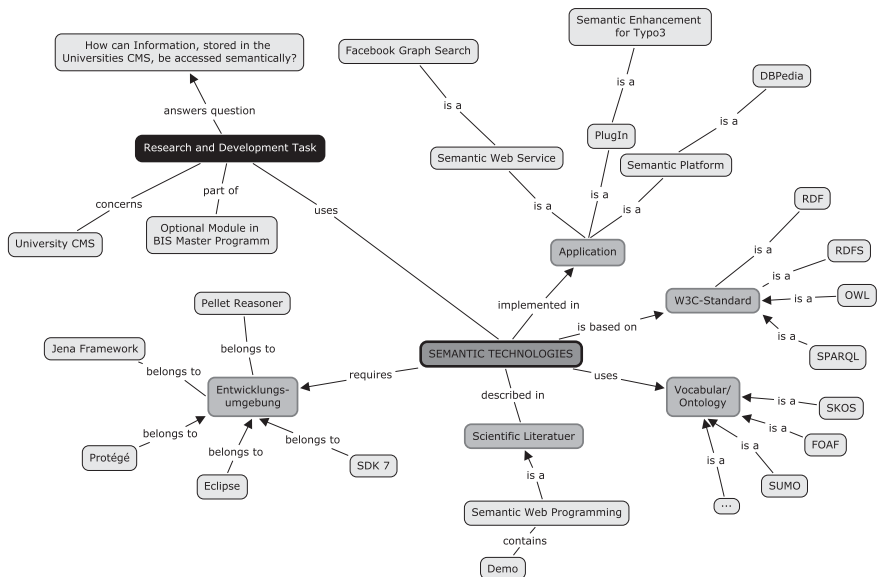 How can Information, stored in the
Universities CMS, be accessed semantically?
answers question
Research and Development Task
concerns
part of
uses
University CMS
Optional Module in
BIS Master Programm
Facebook Graph Search
is a
Semantic Web Service
is a
Semantic Enhancement
for Typo3
is a
PlugIn
is a
DBPedia
is a
Semantic Platform
is a
Application
implemented in
RDF
is a
RDFS
is a
OWL
is a
SPARQL
is a
W3C-Standard
is based on
SEMANTIC TECHNOLOGIES
requires
described in
uses
Pellet Reasoner
belongs to
Jena Framework
belongs to
Entwicklungs-
umgebung
Protégé
belongs to
Eclipse
belongs to
SDK 7
belongs to
Scientific Literatuer
is a
Semantic Web Programming
contains
Demo
Vocabular/
Ontology
is a
SKOS
is a
FOAF
is a
SUMO
is a
...